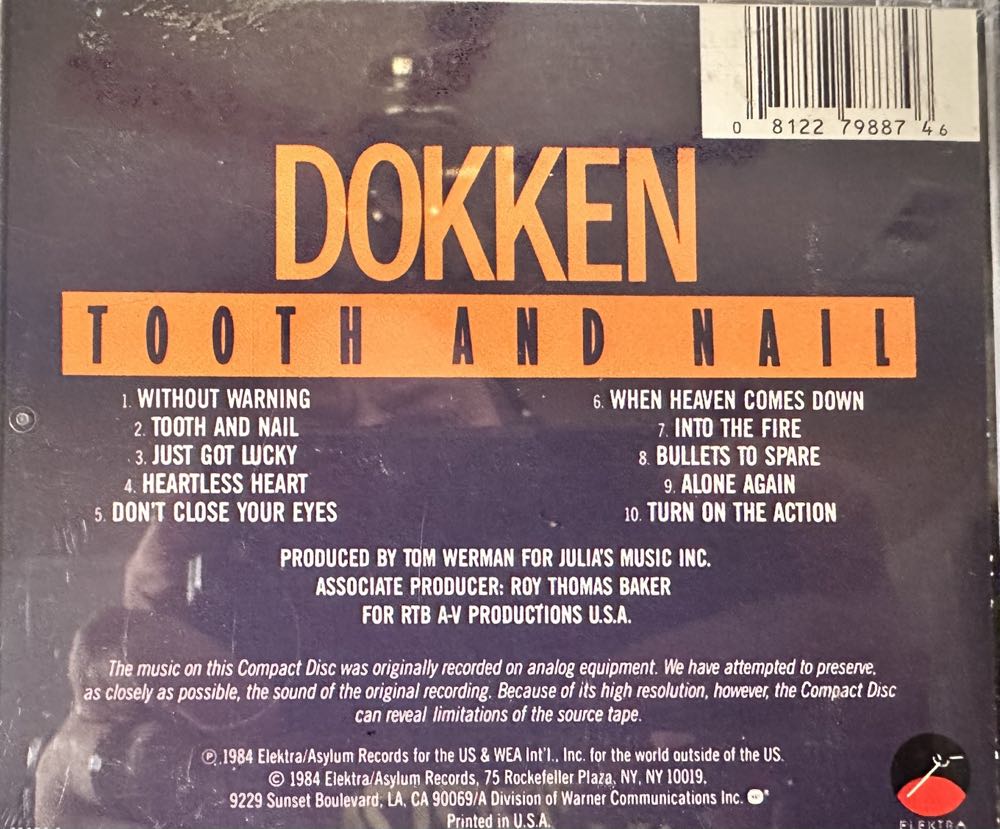 0 8122 79887 46
DOKKEN
TOOTH AND NAIL
1. WITHOUT WARNING
2. TOOTH AND NAIL
3. JUST GOT LUCKY
4. HEARTLESS HEART
5. DON'T CLOSE YOUR EYES
6. WHEN HEAVEN COMES DOWN
7. INTO THE FIRE
8. BULLETS TO SPARE
9. ALONE AGAIN
10. TURN ON THE ACTION
PRODUCED BY TOM WERMAN FOR JULIA'S MUSIC INC.
ASSOCIATE PRODUCER: ROY THOMAS BAKER
FOR RTB A-V PRODUCTIONS U.S.A.
The music on this Compact Disc was originally recorded on analog equipment. We have attempted to preserve,
as closely as possible, the sound of the original recording. Because of its high resolution, however, the Compact Disc
can reveal limitations of the source tape.
℗ 1984 Elektra/Asylum Records for the US & WEA Int'l., Inc. for the world outside of the US.
© 1984 Elektra/Asylum Records, 75 Rockefeller Plaza, NY, NY 10019,
9229 Sunset Boulevard, LA, CA 90069/A Division of Warner Communications Inc.
Printed in U.S.A.
ELEKTRA